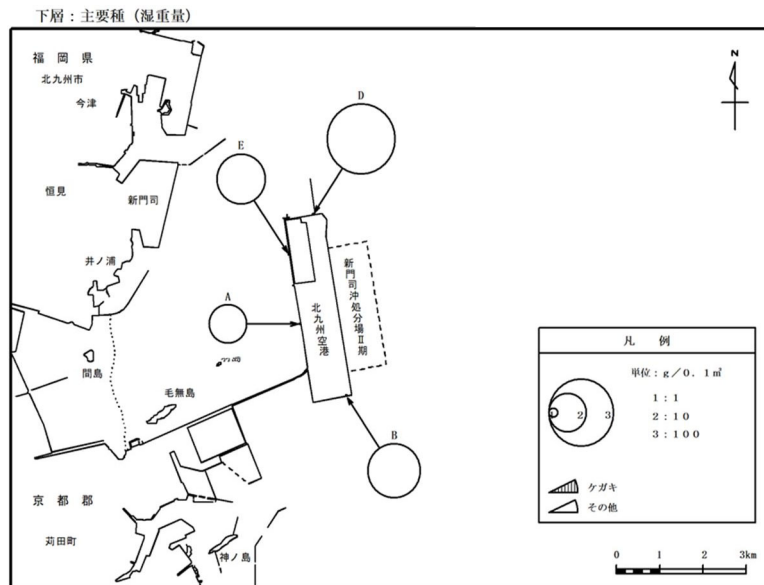 下層：主要種（湿重量）
福岡県
北九州市
今津
恒見
新門司
井ノ浦
間島
毛無島
京都郡
苅田町
神ノ島
D
E
A
B
北九州空港
新門司沖処分場Ⅱ期
N
凡 例
単位：g／0.1㎡
1：1
2：10
3：100
2
3
ケガキ
その他
0 1 2 3km